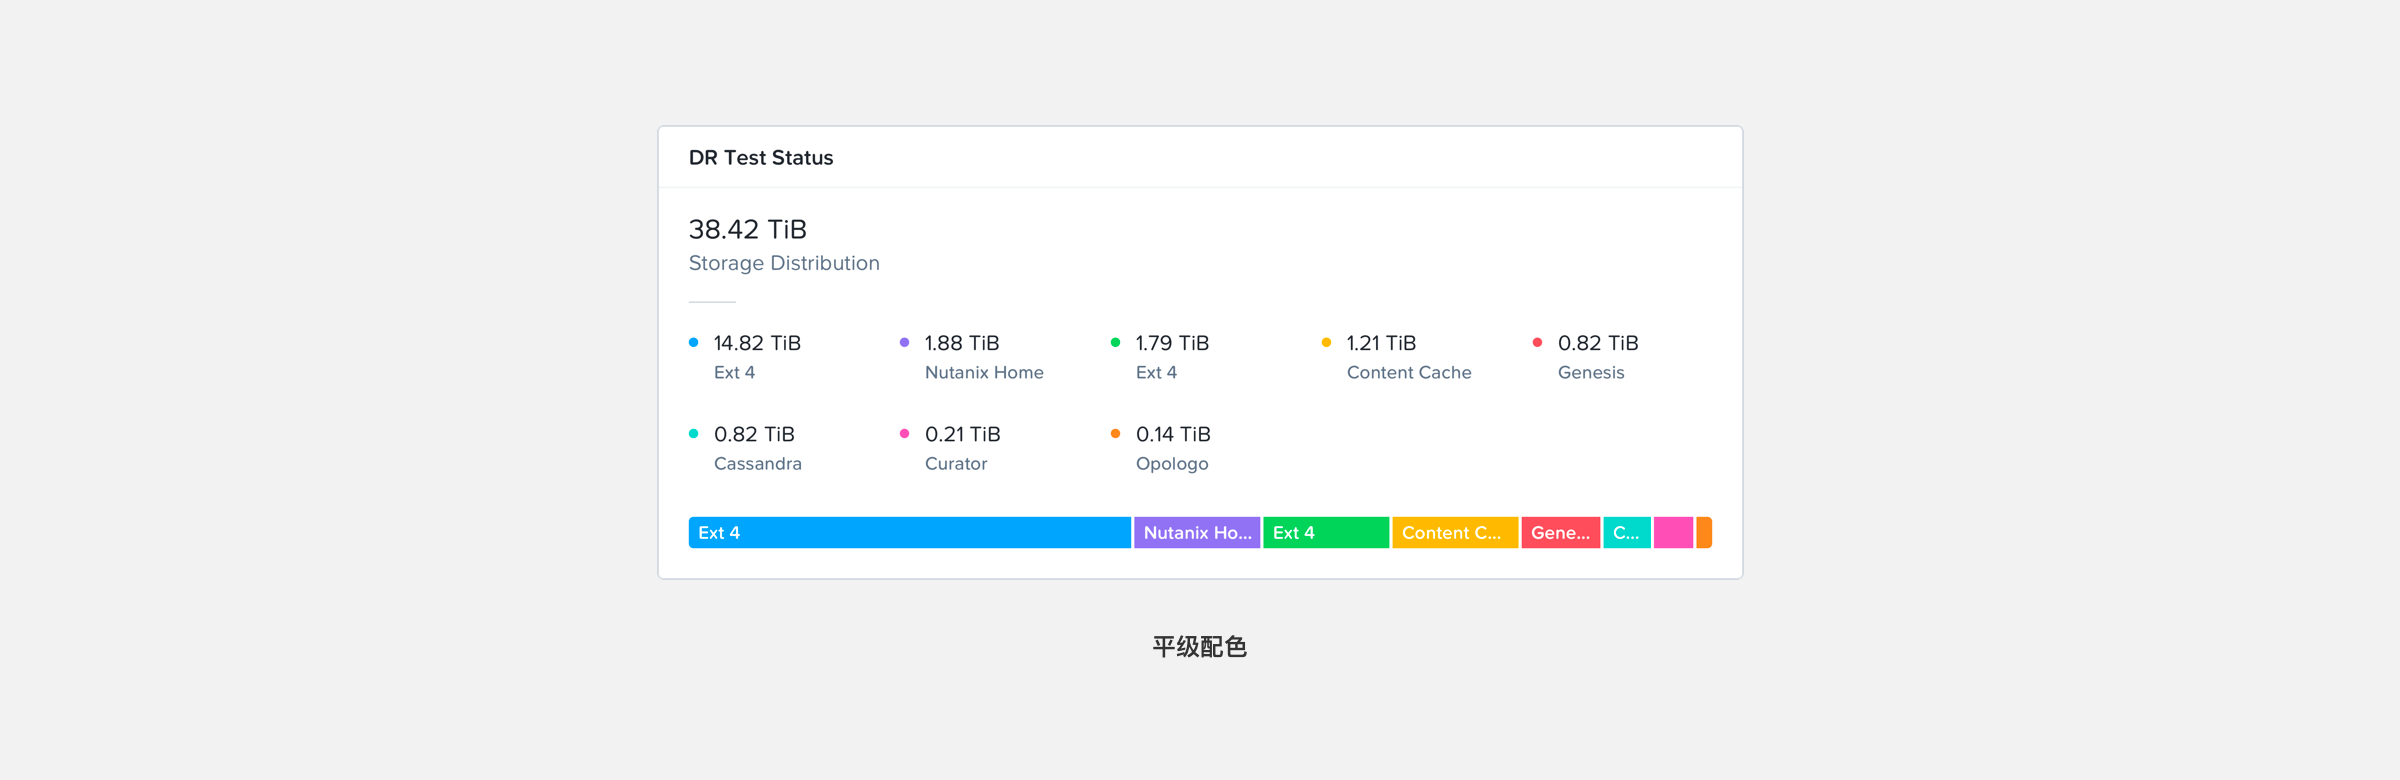 DR Test Status
38.42 TiB
Storage Distribution
14.82 TiB
Ext 4
1.88 TiB
Nutanix Home
1.79 TiB
Ext 4
1.21 TiB
Content Cache
0.82 TiB
Genesis
0.82 TiB
Cassandra
0.21 TiB
Curator
0.14 TiB
Opologo
Ext 4
Nutanix Ho...
Ext 4
Content C...
Gene...
C...
平级配色